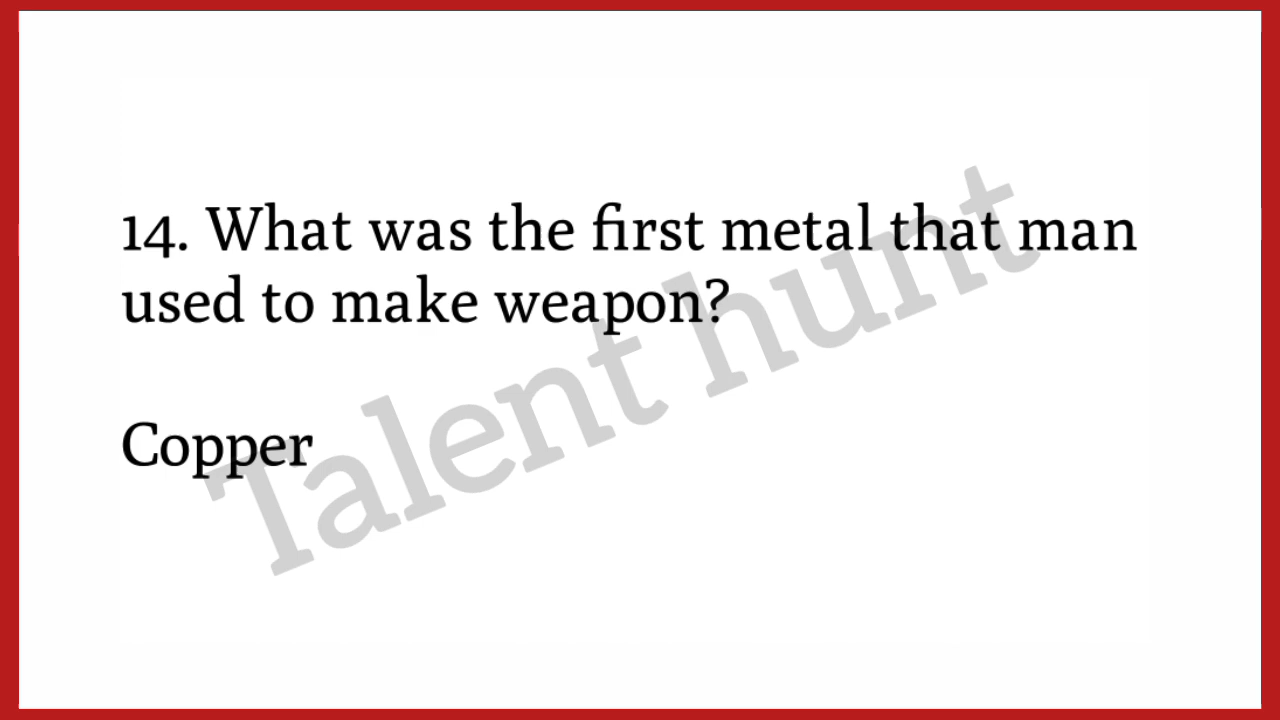 14. What was the first metal that man
used to make weapon?
Copper
Talent hunt